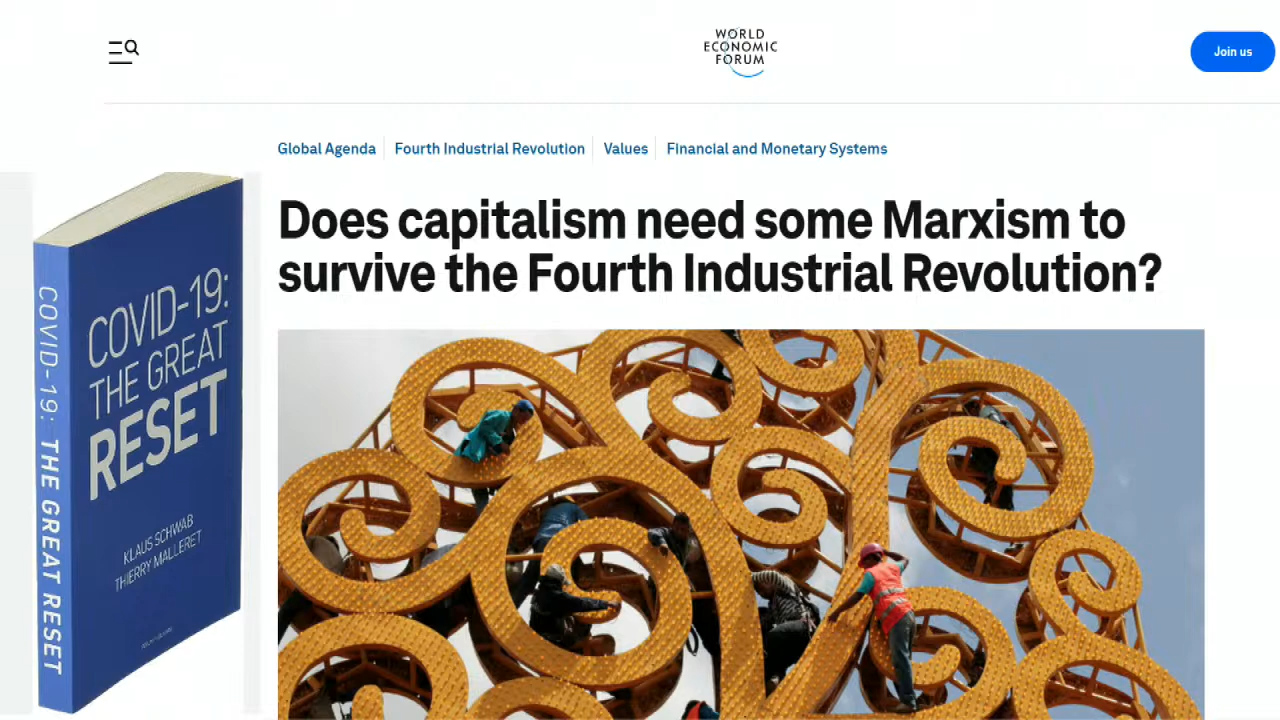 WORLD
ECONOMIC
FORUM
Join us
Global Agenda
Fourth Industrial Revolution
Values
Financial and Monetary Systems
Does capitalism need some Marxism to
survive the Fourth Industrial Revolution?
COVID-19: THE GREAT RESET
COVID-19:
THE GREAT
RESET
KLAUS SCHWAB
THIERRY MALLERET